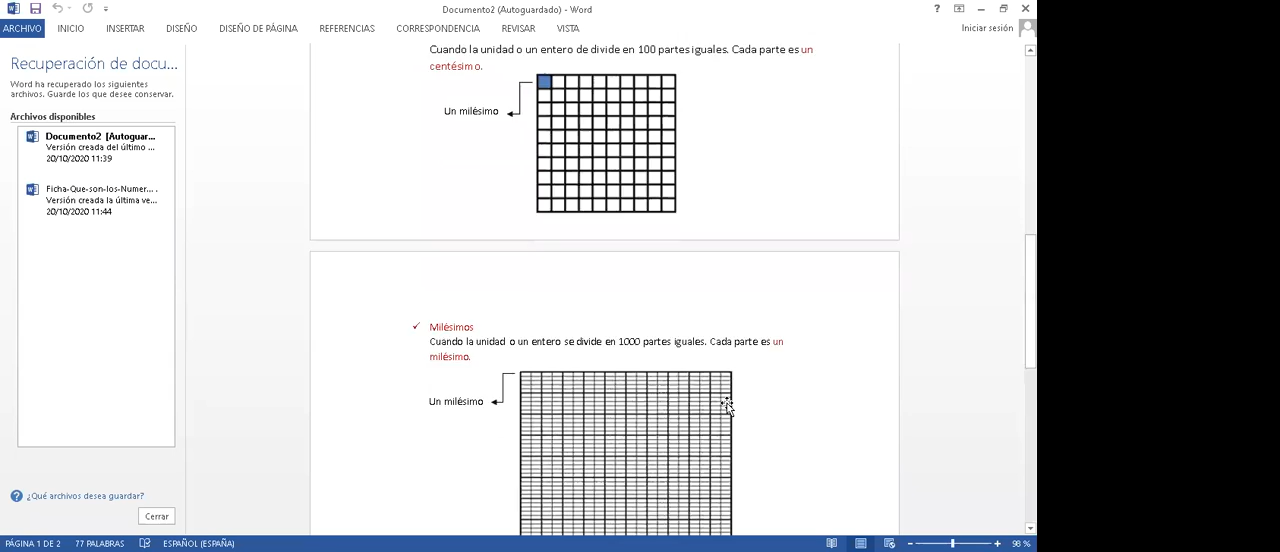 Documento2 (Autoguardado) - Word
?
ARCHIVO INICIO INSERTAR DISEÑO DISEÑO DE PÁGINA REFERENCIAS CORRESPONDENCIA REVISAR VISTA
Iniciar sesión
Recuperación de docu...
Word ha recuperado los siguientes
archivos. Guarde los que desee conservar.
Archivos disponibles
Documento2 [Autoguar...
Versión creada del último ...
20/10/2020 11:39
Ficha-Que-son-los-Numer... .
Versión creada la última ve...
20/10/2020 11:44
¿Qué archivos desea guardar?
Cerrar
Cuando la unidad o un entero de divide en 100 partes iguales. Cada parte es un
centésimo.
Un milésimo
✓ Milésimos
Cuando la unidad o un entero se divide en 1000 partes iguales. Cada parte es un
milésimo.
Un milésimo
PÁGINA 1 DE 2 77 PALABRAS ESPAÑOL (ESPAÑA)
98 %